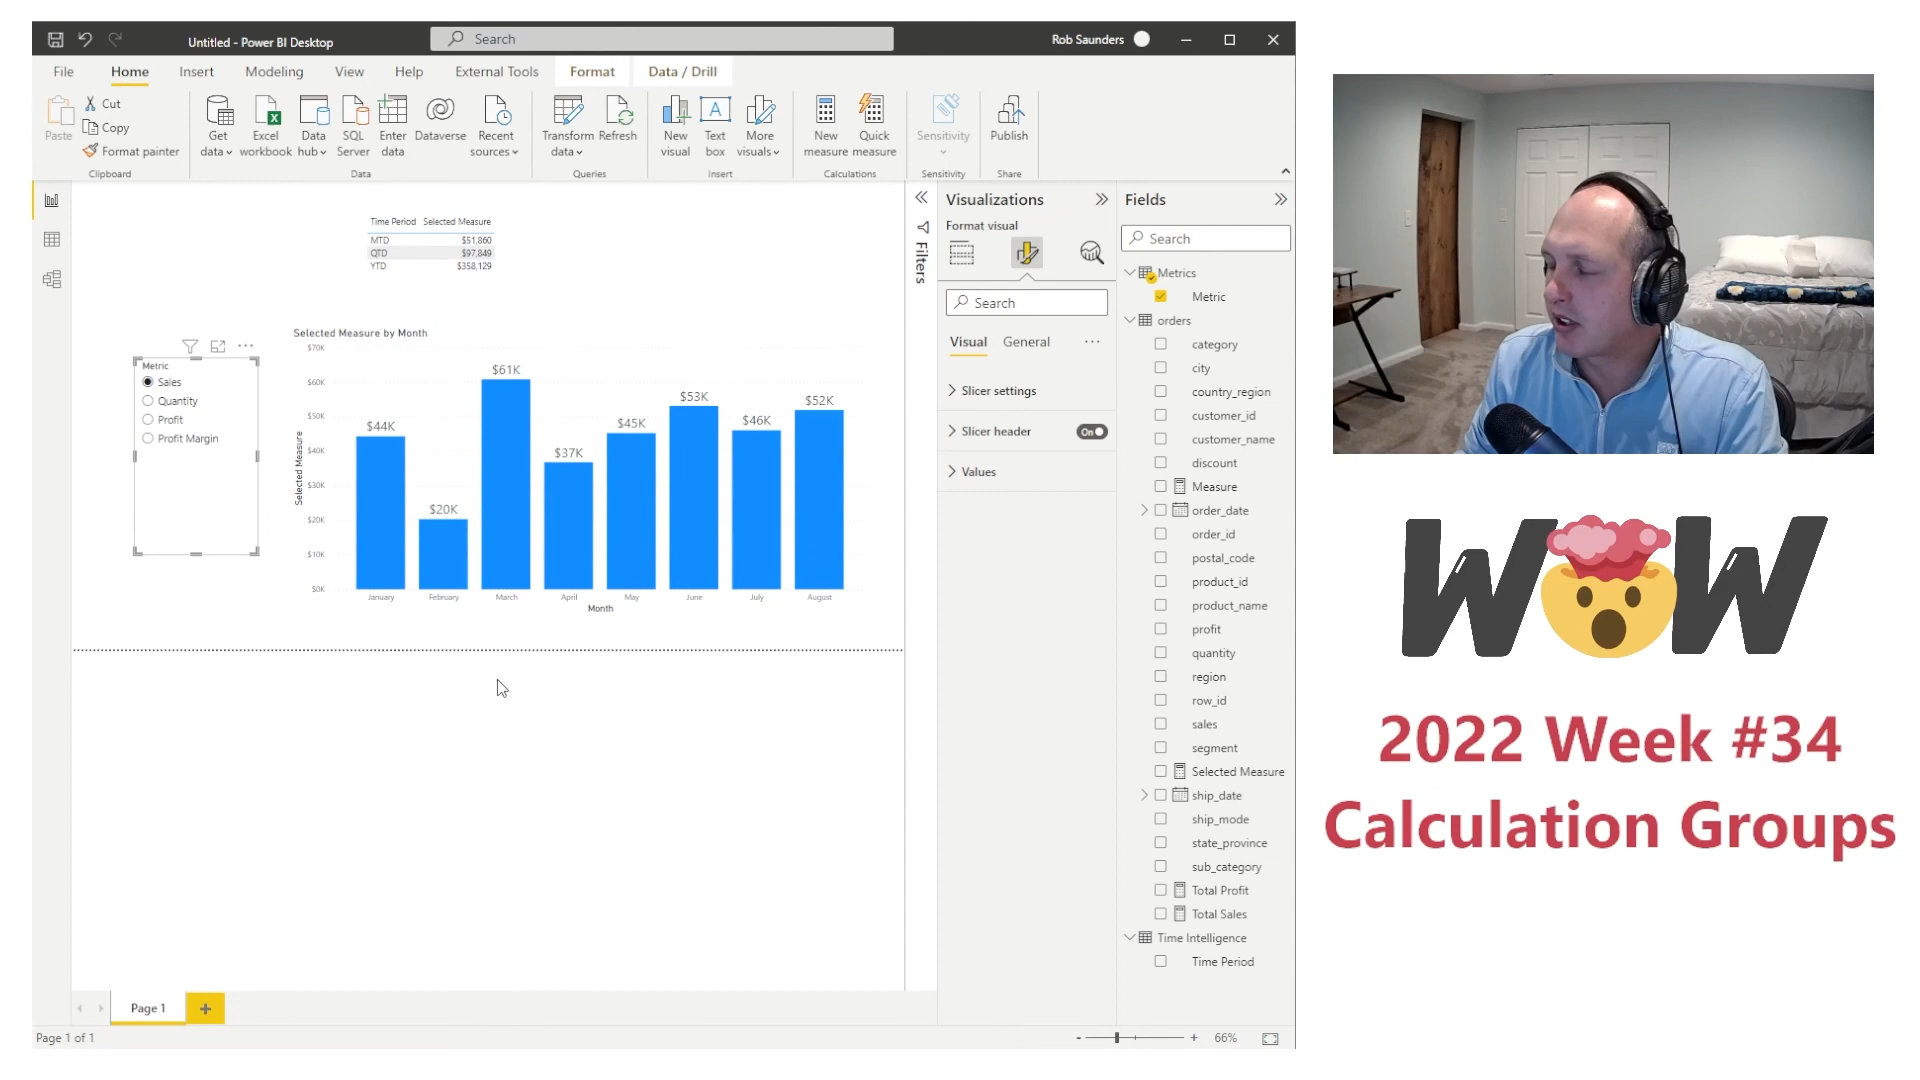 Untitled - Power BI Desktop
Search
Rob Saunders
File Home Insert Modeling View Help External Tools Format Data / Drill
Paste
Cut
Copy
Format painter
Clipboard
Get data
Excel workbook
Data hub
SQL Server
Enter data
Dataverse
Recent sources
Data
Transform data
Refresh
Queries
New visual
Text box
More visuals
Insert
New measure
Quick measure
Calculations
Sensitivity
Sensitivity
Publish
Share
Time Period Selected Measure
MTD $51,860
QTD $97,849
YTD $358,129
Metric
Sales
Quantity
Profit
Profit Margin
Selected Measure by Month
Selected Measure
$70K
$60K
$50K
$40K
$30K
$20K
$10K
$0K
$44K
$20K
$61K
$37K
$45K
$53K
$46K
$52K
January February March April May June July August
Month
Filters
Visualizations
Format visual
Search
Visual General
Slicer settings
Slicer header On
Values
Fields
Search
Metrics
Metric
orders
category
city
country_region
customer_id
customer_name
discount
Measure
order_date
order_id
postal_code
product_id
product_name
profit
quantity
region
row_id
sales
segment
Selected Measure
ship_date
ship_mode
state_province
sub_category
Total Profit
Total Sales
Time Intelligence
Time Period
Page 1
Page 1 of 1
- + 66%
W W
2022 Week #34
Calculation Groups